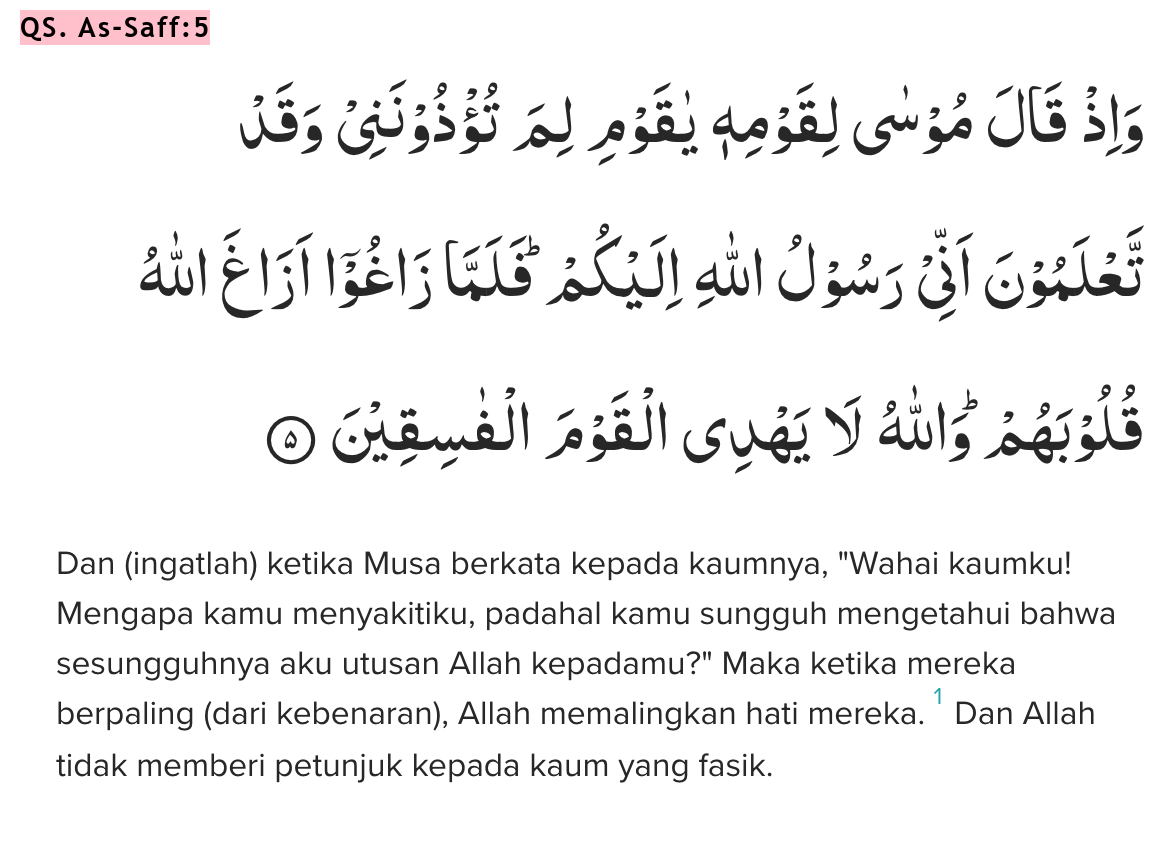 QS. As-Saff:5
وَاِذْ قَالَ مُوْسٰى لِقَوْمِهٖ يٰقَوْمِ لِمَ تُؤْذُوْنَنِيْ وَقَدْ
تَّعْلَمُوْنَ اَنِّيْ رَسُوْلُ اللّٰهِ اِلَيْكُمْ ۗفَلَمَّا زَاغُوْٓا اَزَاغَ اللّٰهُ
قُلُوْبَهُمْ ۗوَاللّٰهُ لَا يَهْدِى الْقَوْمَ الْفٰسِقِيْنَ ۝٥
Dan (ingatlah) ketika Musa berkata kepada kaumnya, "Wahai kaumku!
Mengapa kamu menyakitiku, padahal kamu sungguh mengetahui bahwa
sesungguhnya aku utusan Allah kepadamu?" Maka ketika mereka
berpaling (dari kebenaran), Allah memalingkan hati mereka. 1 Dan Allah
tidak memberi petunjuk kepada kaum yang fasik.